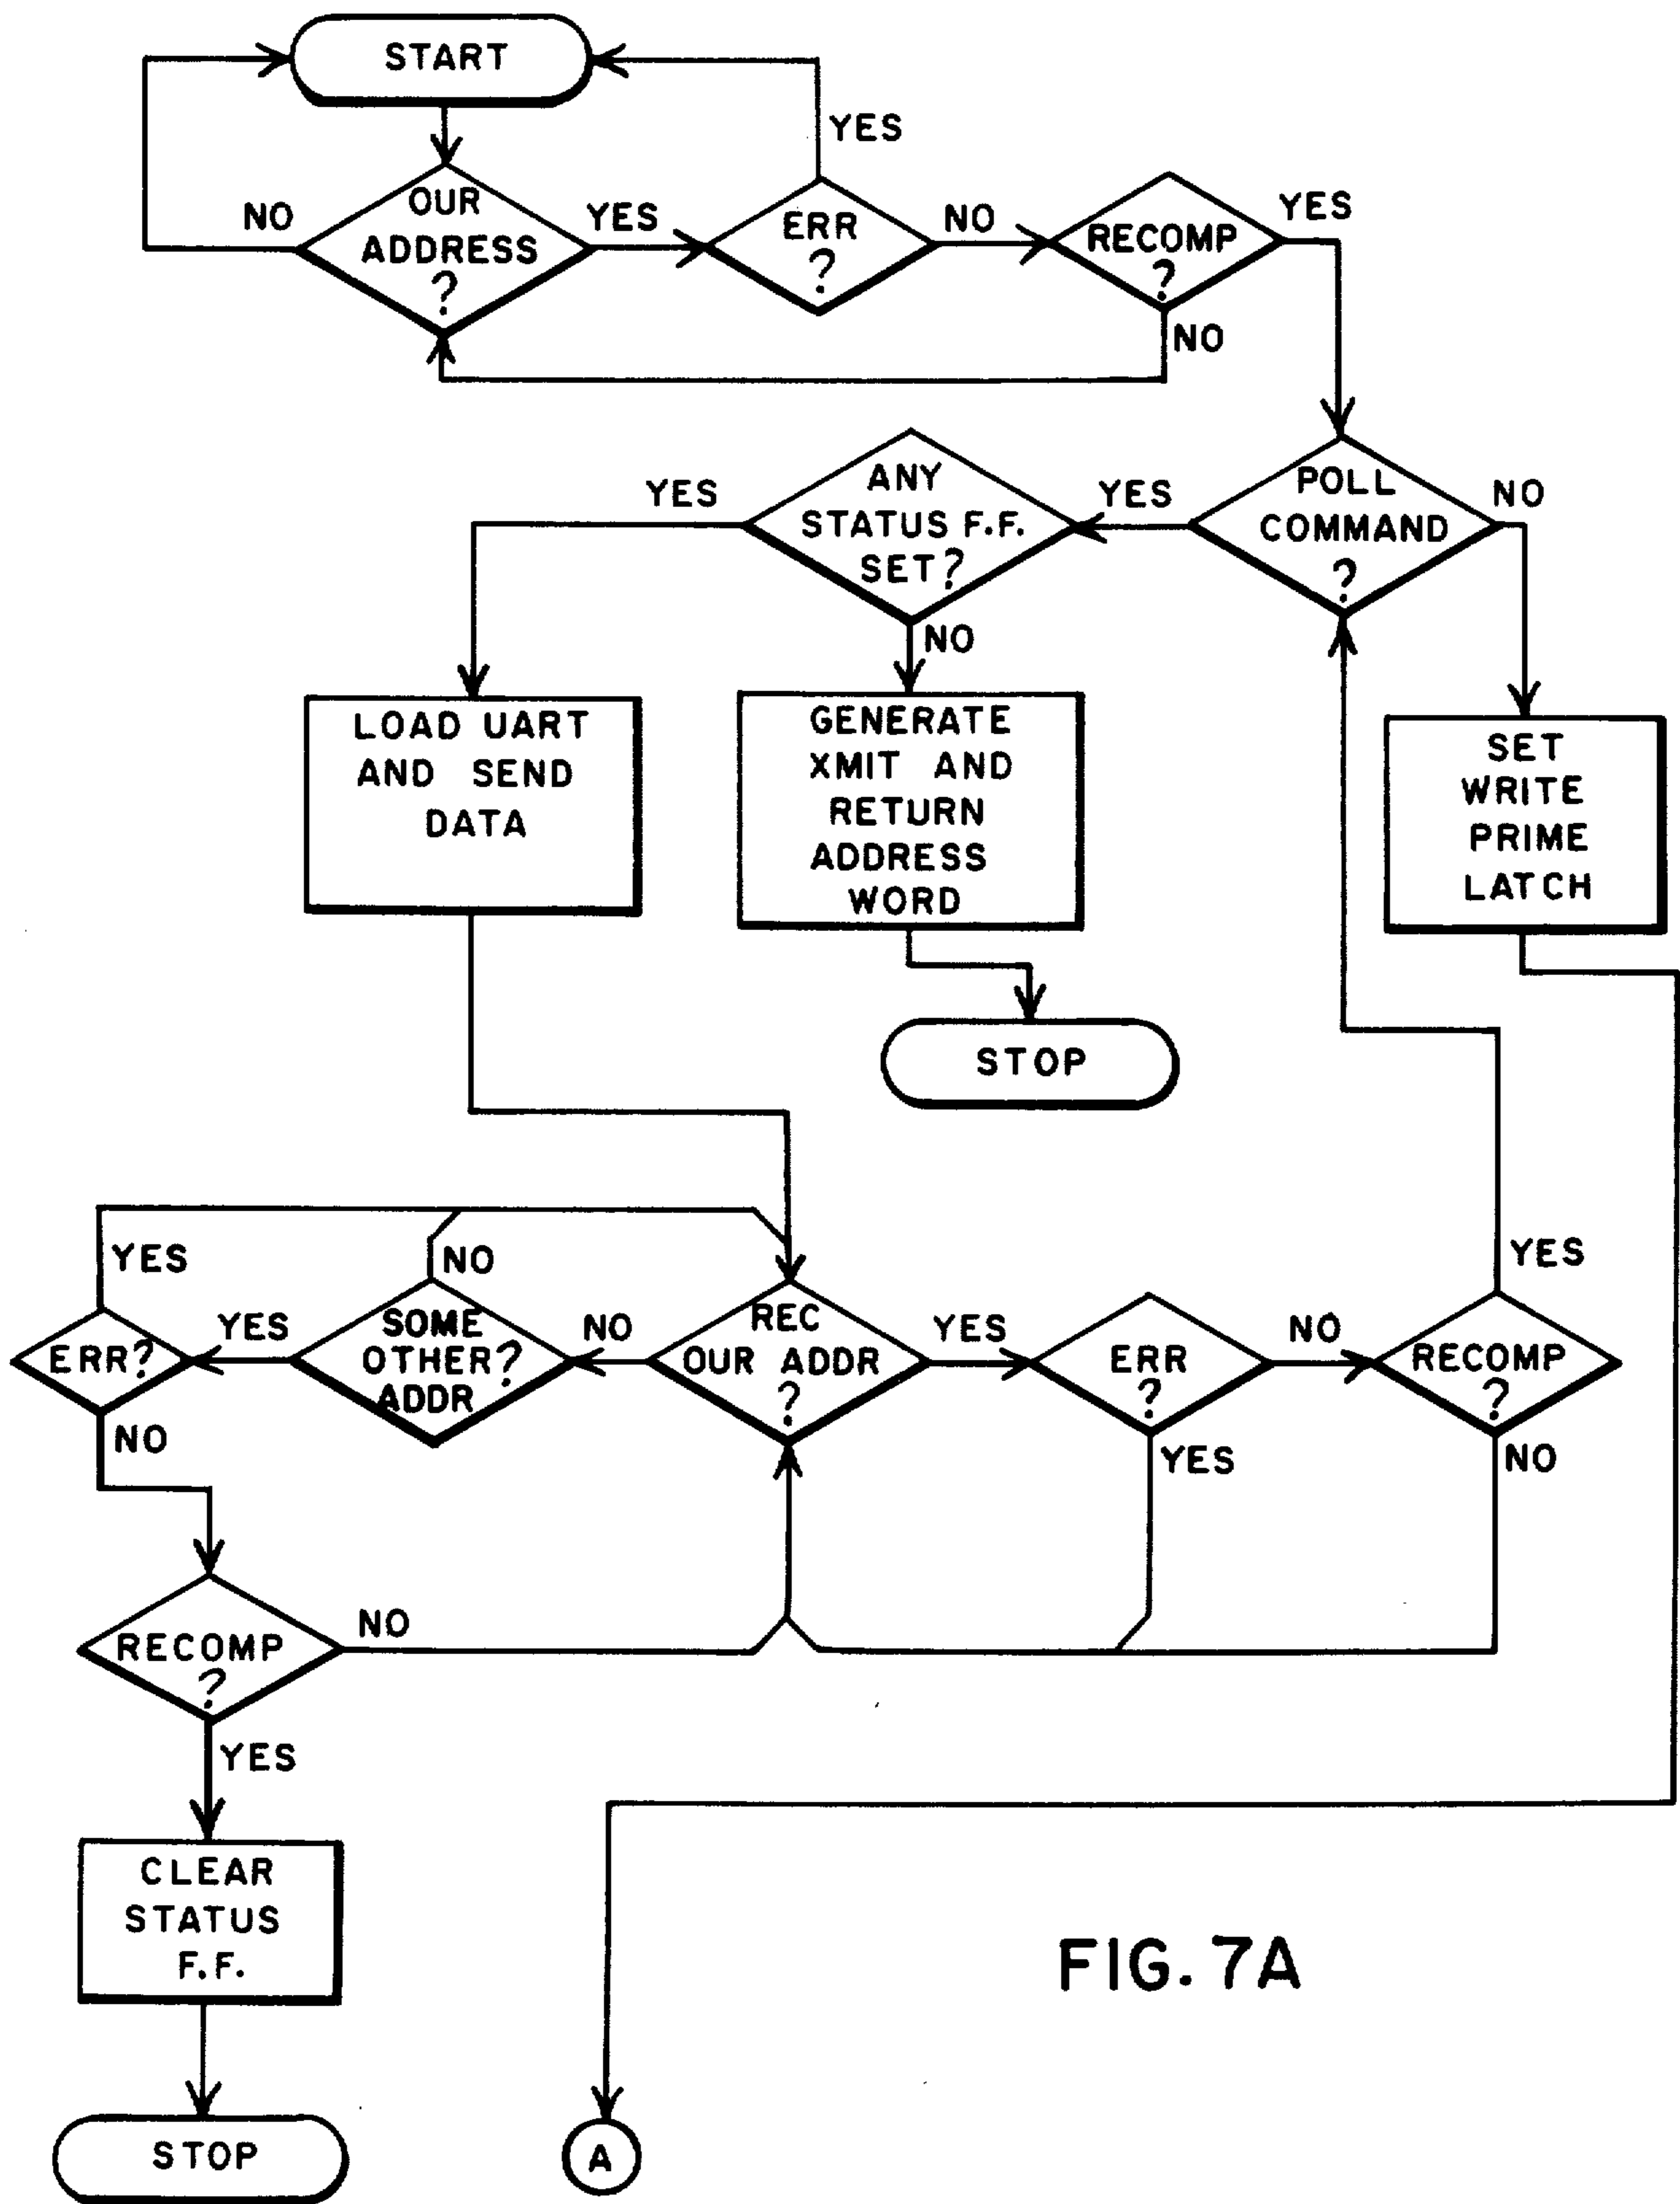 START
YES
NO
OUR
ADDRESS
?
YES
ERR
?
NO
RECOMP
?
YES
NO
YES
ANY
STATUS F.F.
SET?
YES
POLL
COMMAND
?
NO
NO
LOAD UART
AND SEND
DATA
GENERATE
XMIT AND
RETURN
ADDRESS
WORD
SET
WRITE
PRIME
LATCH
STOP
YES
NO
YES
ERR?
YES
SOME
OTHER?
ADDR
NO
REC
OUR ADDR
?
YES
ERR
?
NO
RECOMP
?
NO
YES
NO
RECOMP
?
NO
YES
CLEAR
STATUS
F.F.
FIG. 7A
STOP
A